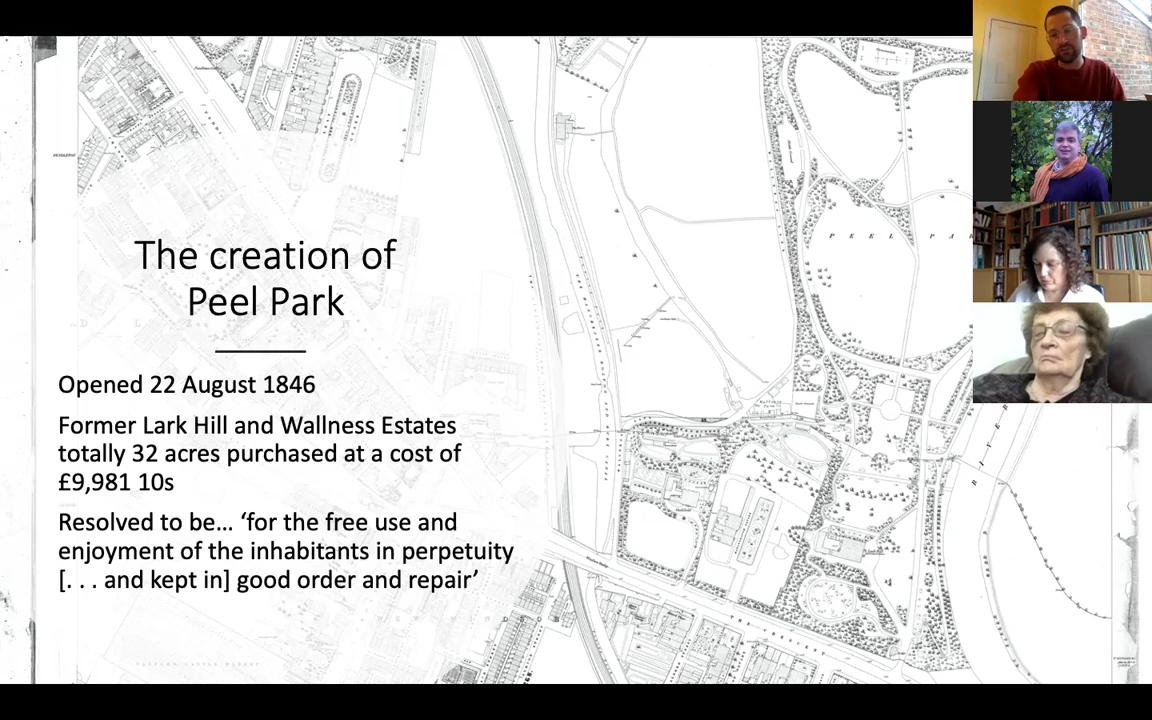 The creation of
Peel Park
Opened 22 August 1846
Former Lark Hill and Wallness Estates
totally 32 acres purchased at a cost of
£9,981 10s
Resolved to be… ‘for the free use and
enjoyment of the inhabitants in perpetuity
[. . . and kept in] good order and repair’
P E E L P A
R I V E R
THE CRESCENT